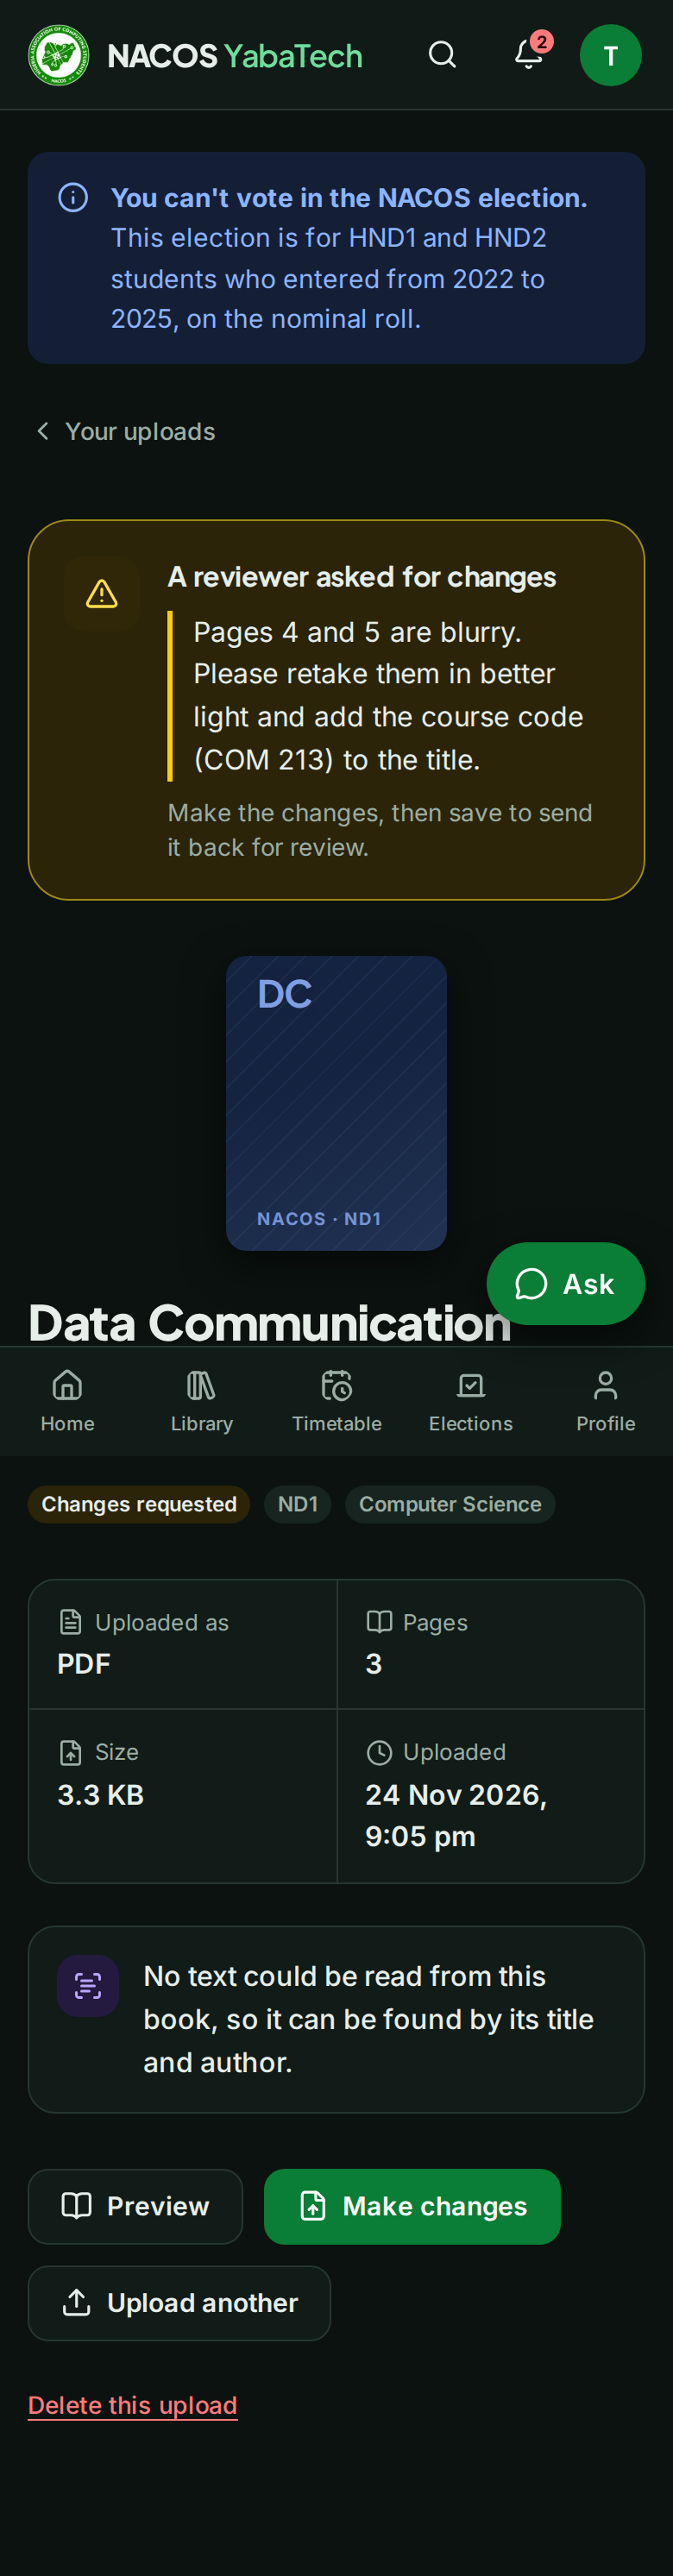 NACOS YabaTech
2
T
You can't vote in the NACOS election.
This election is for HND1 and HND2
students who entered from 2022 to
2025, on the nominal roll.
Your uploads
A reviewer asked for changes
Pages 4 and 5 are blurry.
Please retake them in better
light and add the course code
(COM 213) to the title.
Make the changes, then save to send
it back for review.
DC
NACOS · ND1
Ask
Data Communication
Home
Library
Timetable
Elections
Profile
Changes requested
ND1
Computer Science
Uploaded as
PDF
Pages
3
Size
3.3 KB
Uploaded
24 Nov 2026,
9:05 pm
No text could be read from this
book, so it can be found by its title
and author.
Preview
Make changes
Upload another
Delete this upload